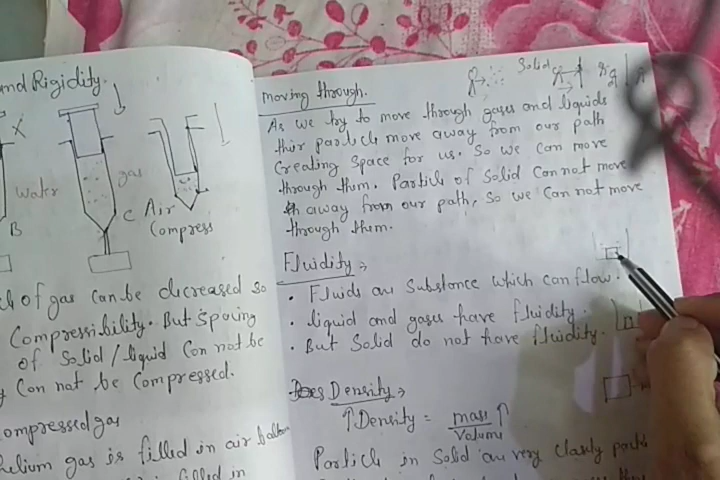 and Rigidity.
water
gas
B
C Air
Compress
of gas can be decreased so
Compressibility. But Spacing
of Solid / liquid Can not be
Can not be Compressed.
ompressed gas
helium gas is filled in air
filled in
Solid
moving through.
As we try to move through gases and liquids
thir particle move away from our path
Creating space for us. So we can move
through them. Particle of Solid Can not move
away from our path, So we Can not move
through them.
Fluidity
• Fluids are Substance which can flow.
• liquid and gases have fluidity.
• But Solid do not have fluidity.
Density
↑Density = mass↑
Volume
Particle in Solid are very Closly